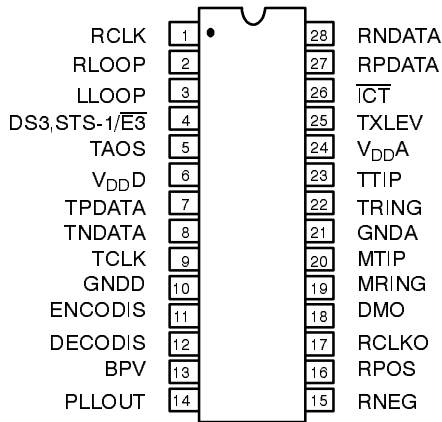 RCLK 1 28 RNDATA
RLOOP 2 27 RPDATA
LLOOP 3 26 I̅C̅T̅
DS3,STS-1/E̅3̅ 4 25 TXLEV
TAOS 5 24 VDDA
VDDD 6 23 TTIP
TPDATA 7 22 TRING
TNDATA 8 21 GNDA
TCLK 9 20 MTIP
GNDD 10 19 MRING
ENCODIS 11 18 DMO
DECODIS 12 17 RCLKO
BPV 13 16 RPOS
PLLOUT 14 15 RNEG